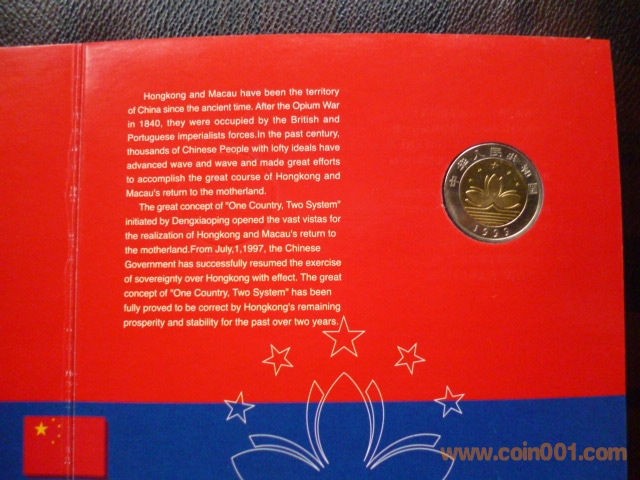 Hongkong and Macau have been the territory
of China since the ancient time. After the Opium War
in 1840, they were occupied by the British and
Portuguese imperialists forces.In the past century,
thousands of Chinese People with lofty ideals have
advanced wave and wave and made great efforts
to accomplish the great course of Hongkong and
Macau's return to the motherland.
The great concept of "One Country, Two System"
initiated by Dengxiaoping opened the vast vistas for
the realization of Hongkong and Macau's return to
the motherland.From July,1,1997, the Chinese
Government has successfully resumed the exercise
of sovereignty over Hongkong with effect. The great
concept of "One Country, Two System" has been
fully proved to be correct by Hongkong's remaining
prosperity and stability for the past over two years.
中华人民共和国
1999
www.coin001.com